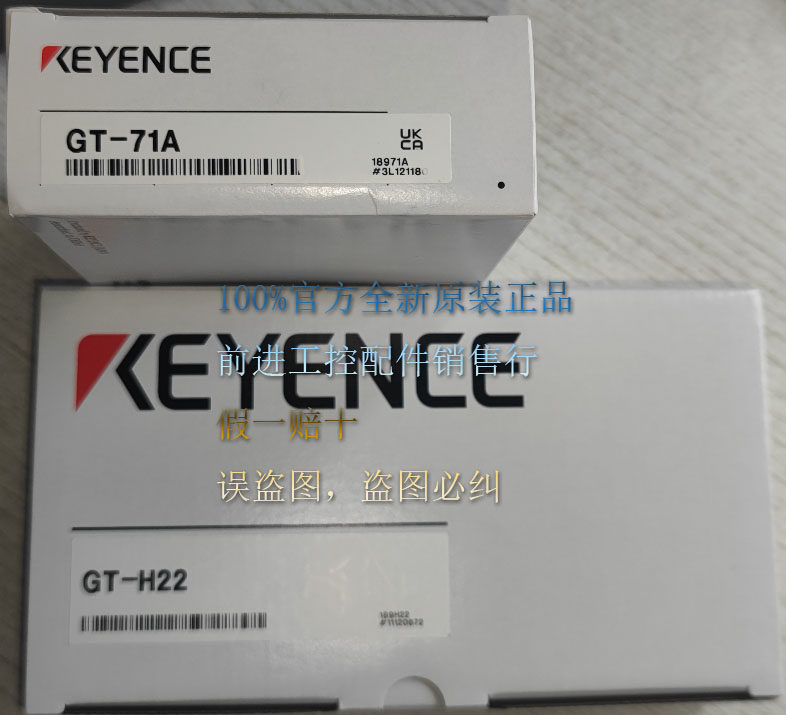 KEYENCE
GT-71A
UK
CA
18971A
#3L12118
100%官方全新原装正品
KEYENCE
前进工控配件销售行
假一赔十
误盗图，盗图必纠
GT-H22
189H22